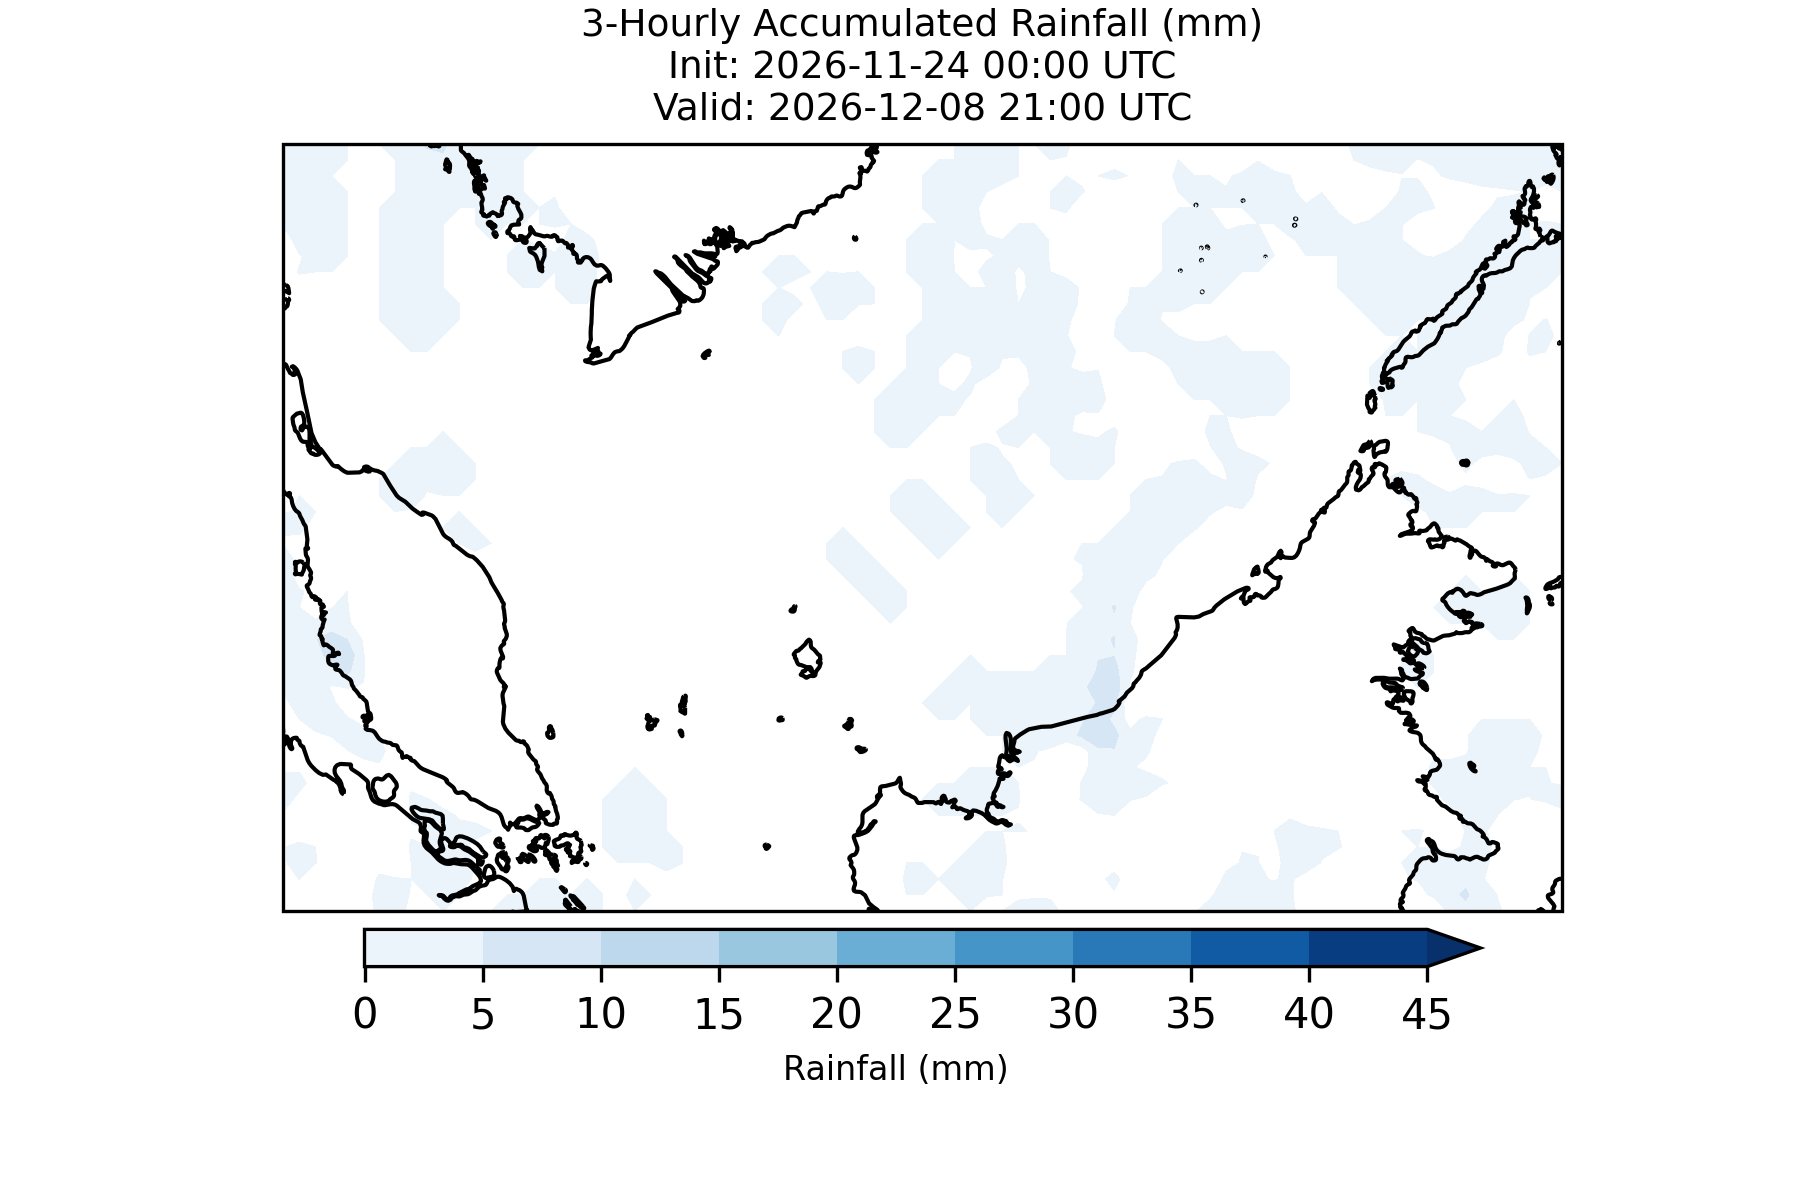 3-Hourly Accumulated Rainfall (mm)
Init: 2026-11-24 00:00 UTC
Valid: 2026-12-08 21:00 UTC
0 5 10 15 20 25 30 35 40 45
Rainfall (mm)